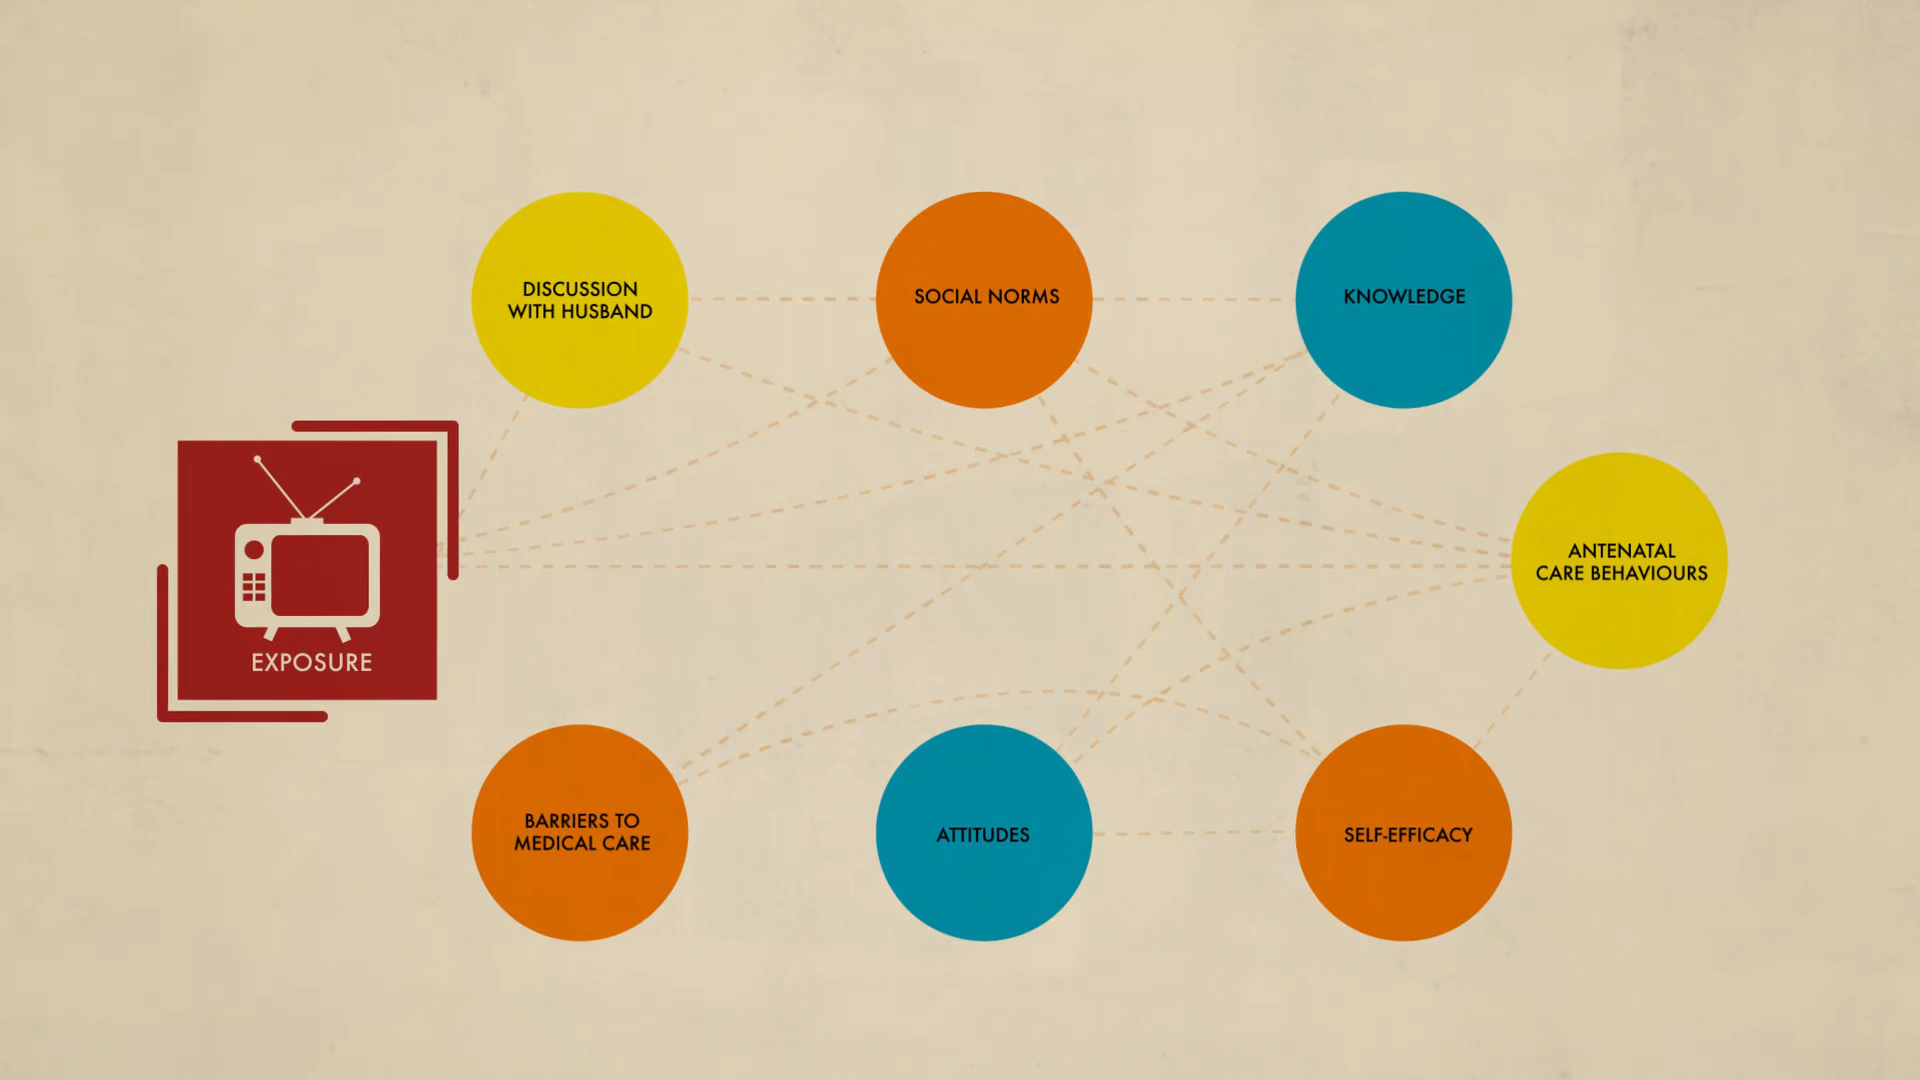 DISCUSSION
WITH HUSBAND
SOCIAL NORMS
KNOWLEDGE
EXPOSURE
ANTENATAL
CARE BEHAVIOURS
BARRIERS TO
MEDICAL CARE
ATTITUDES
SELF-EFFICACY